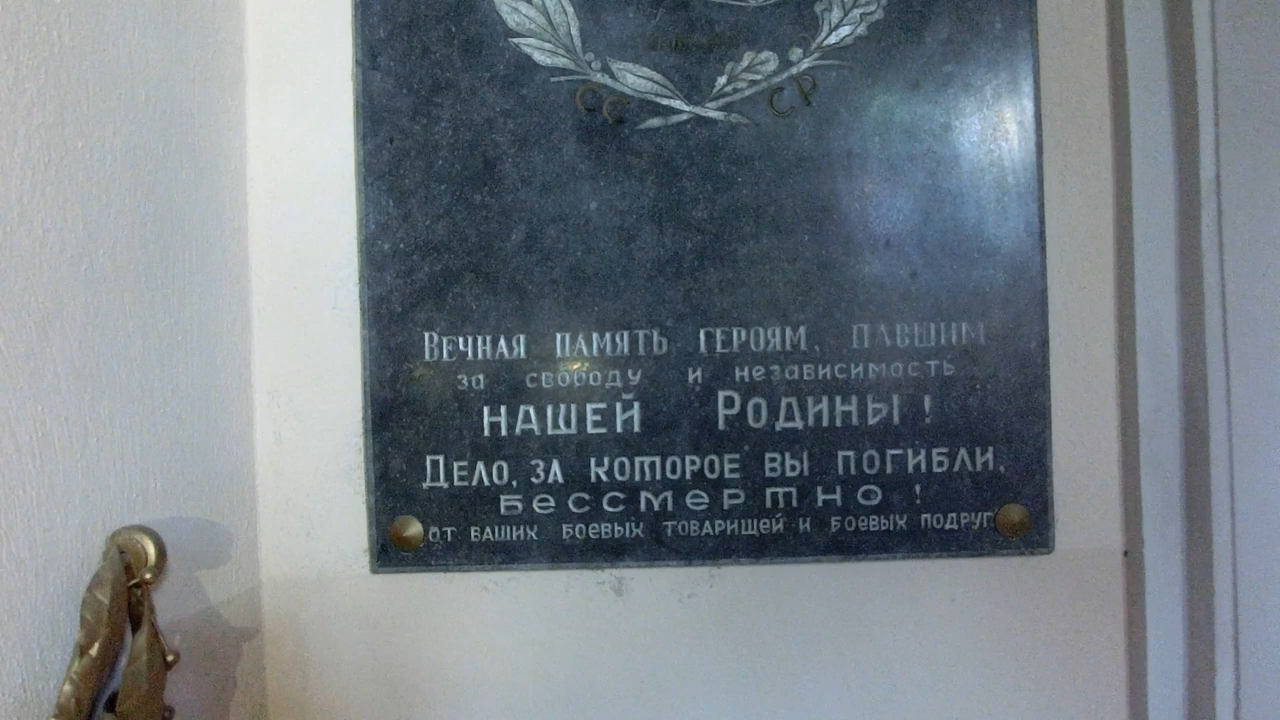 СС СР
ВЕЧНАЯ ПАМЯТЬ ГЕРОЯМ, ПАВШИМ
за свободу и независимость
НАШЕЙ РОДИНЫ!
ДЕЛО, ЗА КОТОРОЕ ВЫ ПОГИБЛИ,
БЕССМЕРТНО!
ОТ ВАШИХ БОЕВЫХ ТОВАРИЩЕЙ И БОЕВЫХ ПОДРУГ